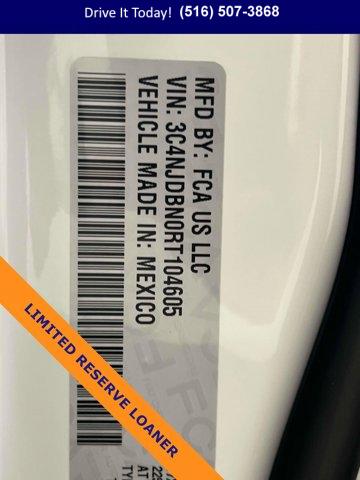 Drive It Today! (516) 507-3868
MFD BY: FCA US LLC
VIN: 3C4NJDBN0RT104605
VEHICLE MADE IN: MEXICO
LIMITED RESERVE LOANER